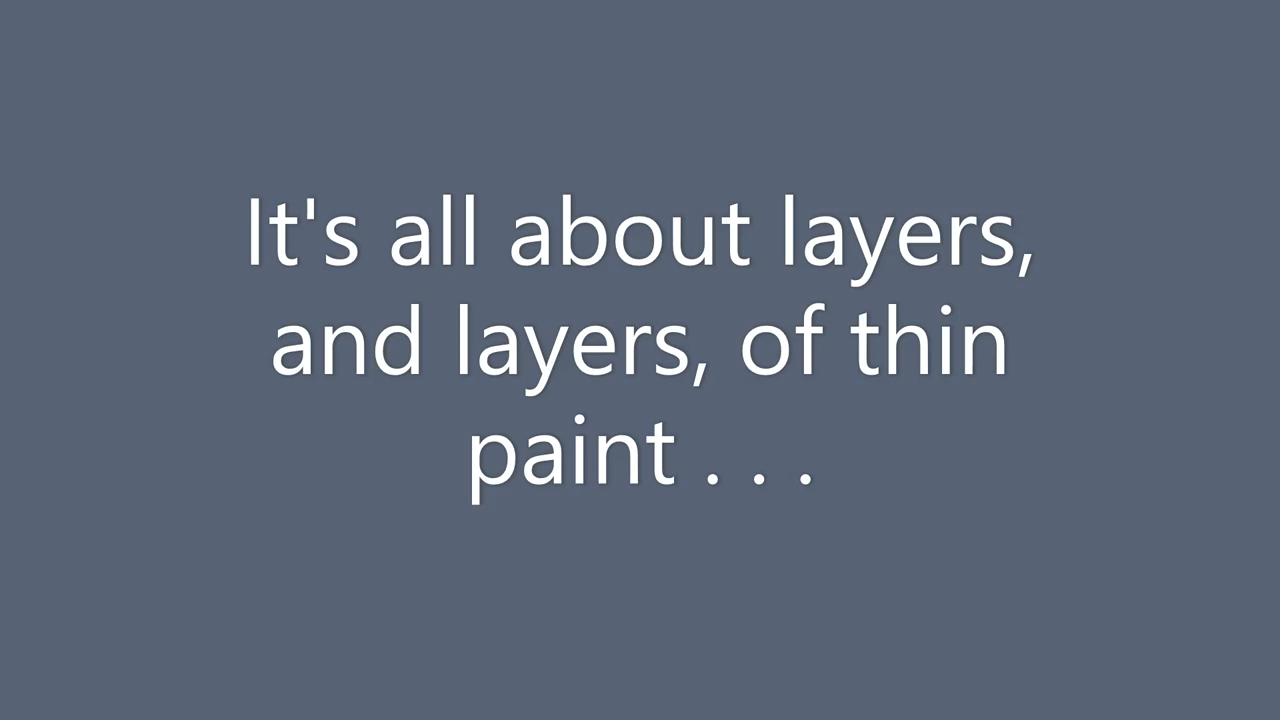 It's all about layers,
and layers, of thin
paint . . .